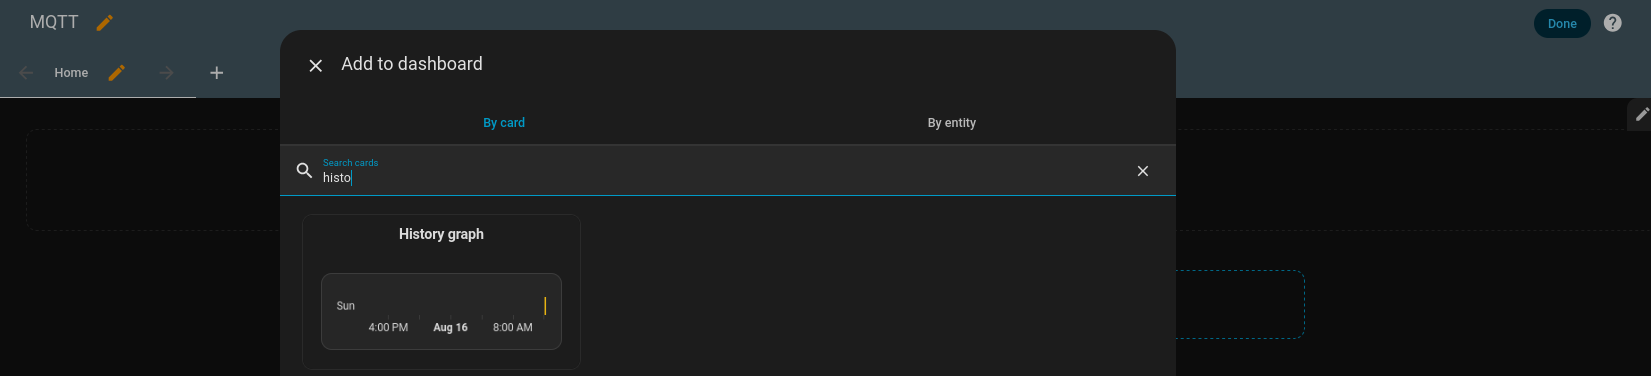 MQTT
Done
Home
Add to dashboard
By card
By entity
Search cards
histo
History graph
Sun
4:00 PM Aug 16 8:00 AM